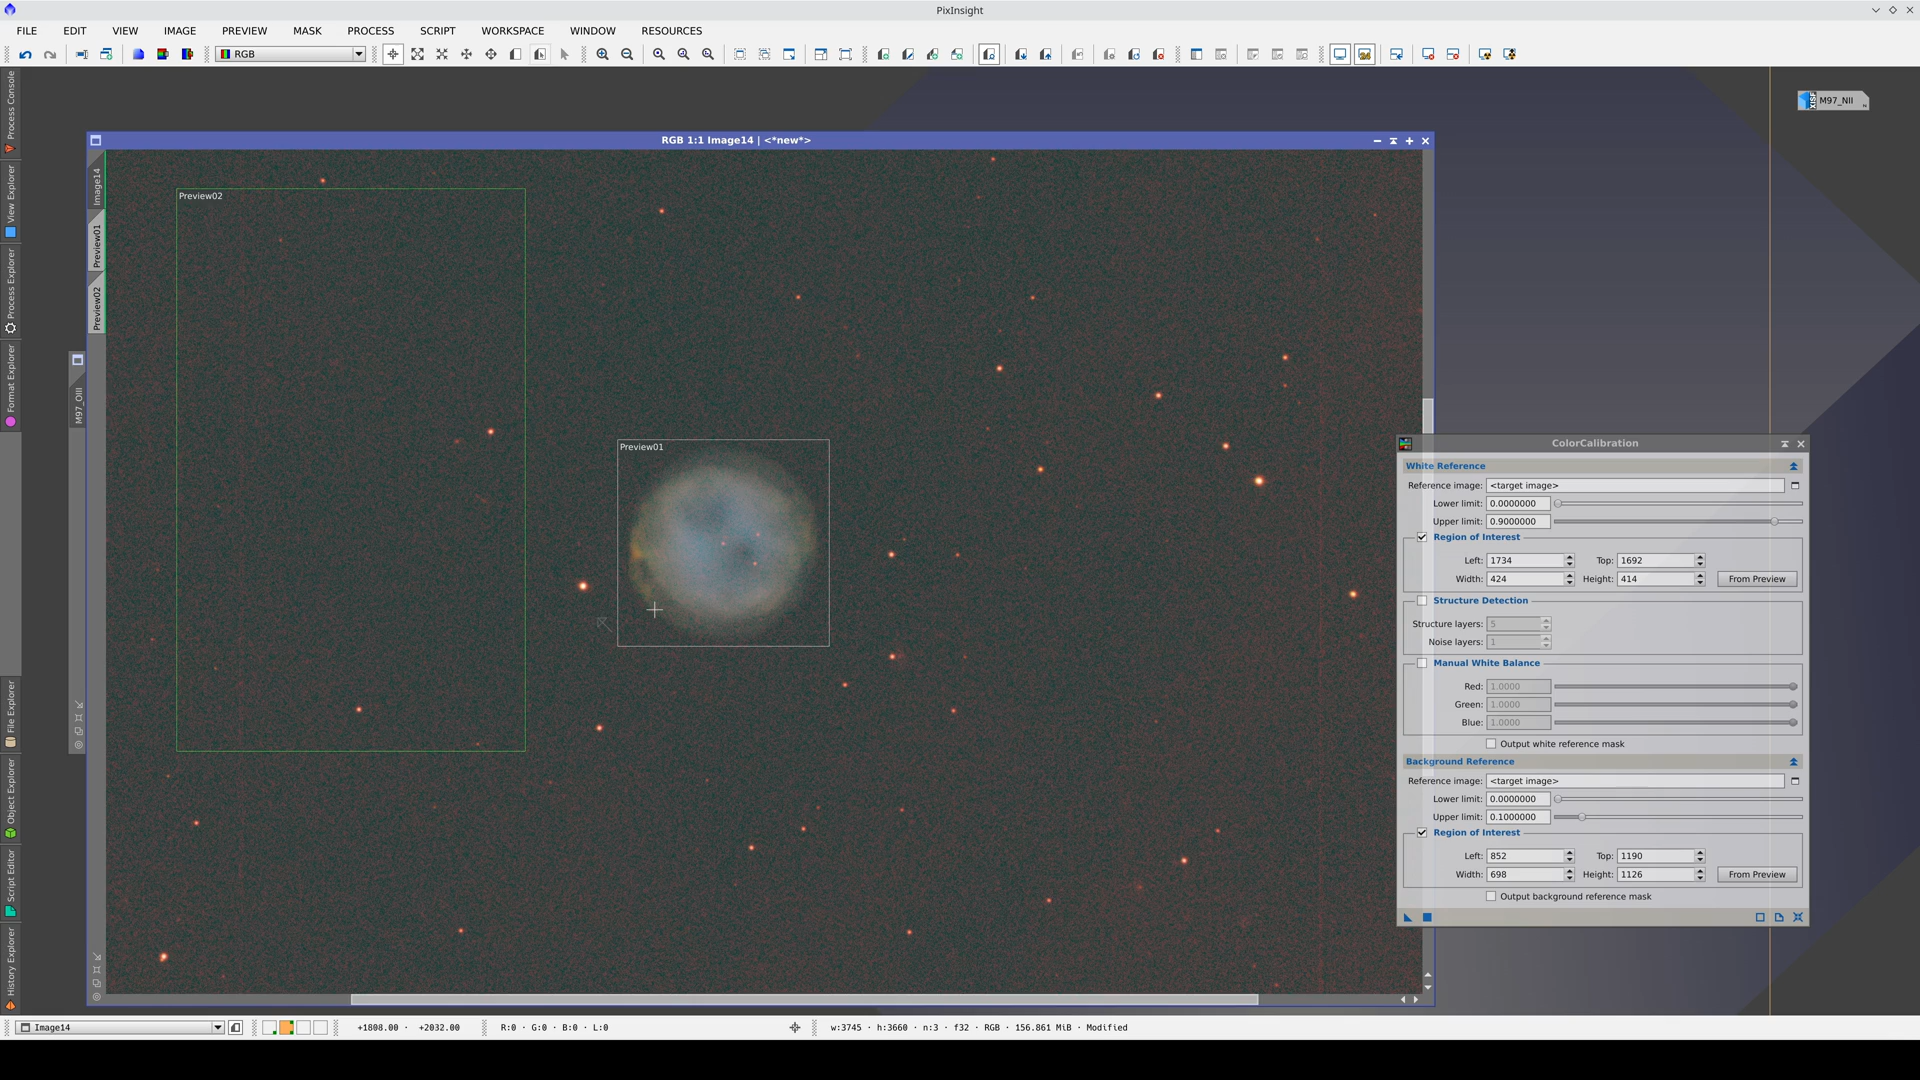 PixInsight
FILE EDIT VIEW IMAGE PREVIEW MASK PROCESS SCRIPT WORKSPACE WINDOW RESOURCES
RGB
Process Console
View Explorer
Process Explorer
Format Explorer
File Explorer
Object Explorer
Script Editor
History Explorer
XISF M97_NII
M97_OIII
RGB 1:1 Image14 | <*new*>
Image14
Preview01
Preview02
Preview02
Preview01
ColorCalibration
White Reference
Reference image: <target image>
Lower limit: 0.0000000
Upper limit: 0.9000000
Region of Interest
Left: 1734 Top: 1692
Width: 424 Height: 414 From Preview
Structure Detection
Structure layers: 5
Noise layers: 1
Manual White Balance
Red: 1.0000
Green: 1.0000
Blue: 1.0000
Output white reference mask
Background Reference
Reference image: <target image>
Lower limit: 0.0000000
Upper limit: 0.1000000
Region of Interest
Left: 852 Top: 1190
Width: 698 Height: 1126 From Preview
Output background reference mask
Image14 +1808.00 · +2032.00 R:0 · G:0 · B:0 · L:0 w:3745 · h:3660 · n:3 · f32 · RGB · 156.861 MiB · Modified